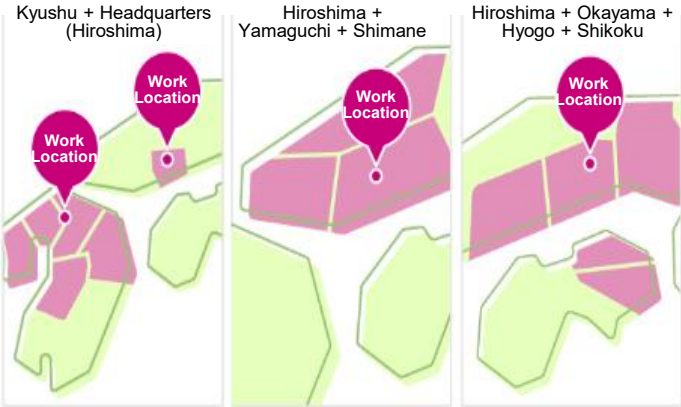 Kyushu + Headquarters
(Hiroshima)
Work
Location
Work
Location
Hiroshima +
Yamaguchi + Shimane
Work
Location
Hiroshima + Okayama +
Hyogo + Shikoku
Work
Location